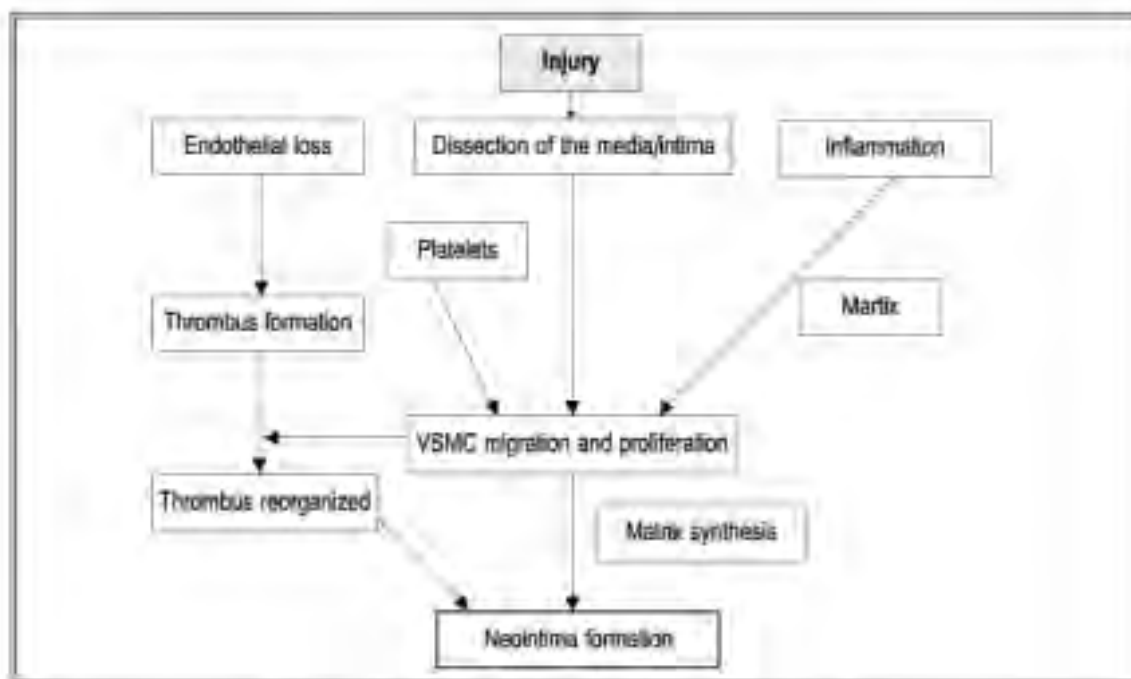 Injury
Endothelial loss
Dissection of the media/intima
Inflammation
Platelets
Thrombus formation
Martix
VSMC migration and proliferation
Thrombus reorganized
Matrix synthesis
Neointima formation